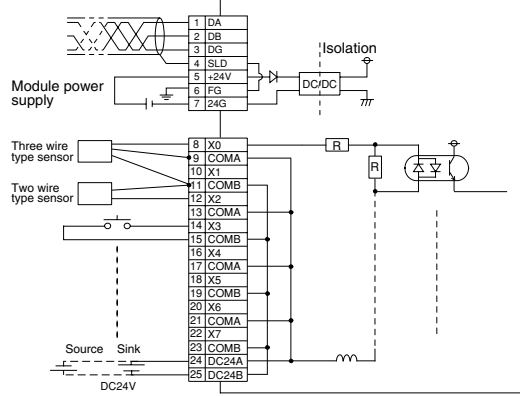 1 DA
2 DB
3 DG
4 SLD
5 +24V
6 FG
7 24G
Isolation
DC/DC
Module power
supply
8 X0
9 COMA
10 X1
11 COMB
12 X2
13 COMA
14 X3
15 COMB
16 X4
17 COMA
18 X5
19 COMB
20 X6
21 COMA
22 X7
23 COMB
24 DC24A
25 DC24B
Three wire
type sensor
Two wire
type sensor
R
R
Source Sink
DC24V